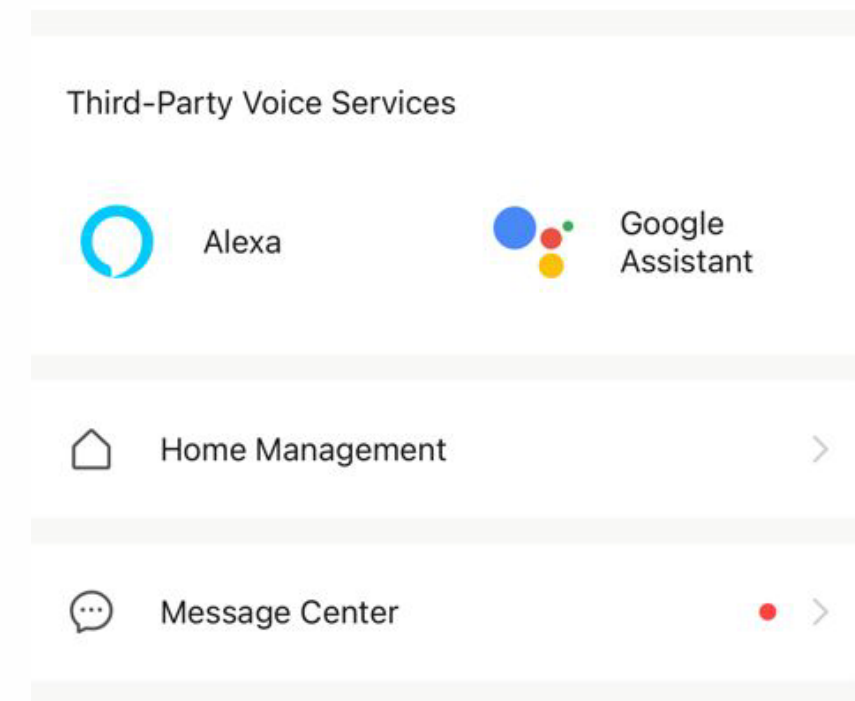 Third-Party Voice Services
Alexa
Google
Assistant
Home Management
Message Center